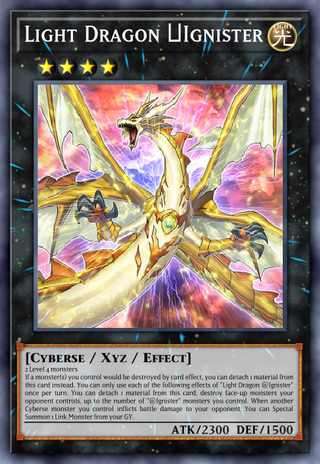 Light Dragon @Ignister
LIGHT
光
[Cyberse / Xyz / Effect]
2 Level 4 monsters
If a monster(s) you control would be destroyed by card effect, you can detach 1 material from
this card instead. You can only use each of the following effects of "Light Dragon @Ignister"
once per turn. You can detach 1 material from this card; destroy face-up monsters your
opponent controls, up to the number of "@Ignister" monsters you control. When another
Cyberse monster you control inflicts battle damage to your opponent: You can Special
Summon 1 Link Monster from your GY.
ATK/2300 DEF/1500